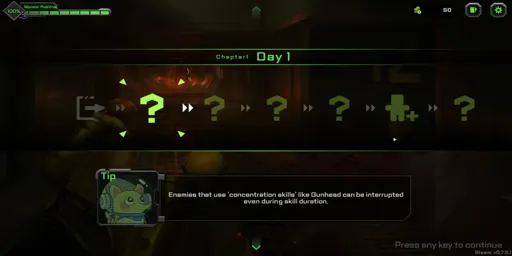 100%
50
Chapter1 Day 1
? ? ? ? ?
Tip
Enemies that use 'concentration skills' like Gunhead can be interrupted
even during skill duration.
Press any key to continue